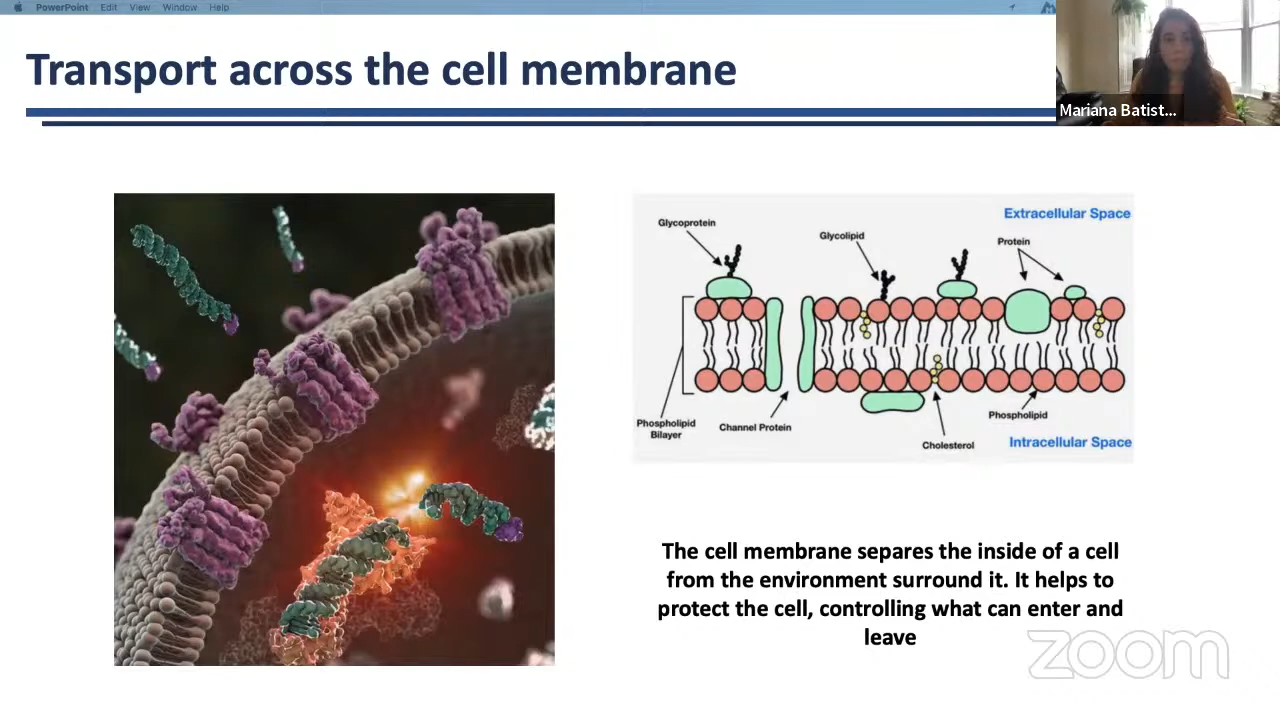 PowerPoint Edit View Window Help
Transport across the cell membrane
Mariana Batist...
Extracellular Space
Glycoprotein
Glycolipid
Protein
Phospholipid
Bilayer
Channel Protein
Cholesterol
Phospholipid
Intracellular Space
The cell membrane separes the inside of a cell
from the environment surround it. It helps to
protect the cell, controlling what can enter and
leave
zoom